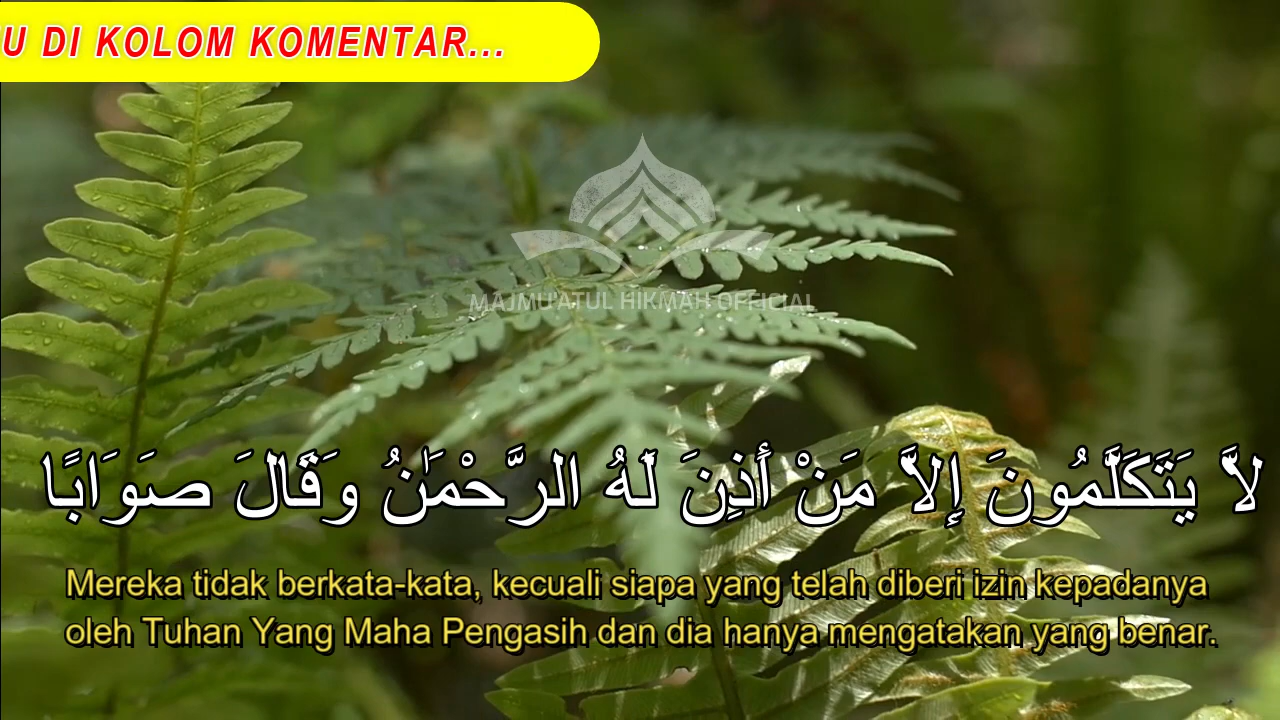 U DI KOLOM KOMENTAR...
MAJMU'ATUL HIKMAH OFFICIAL
لاَّ يَتَكَلَّمُونَ إِلاَّ مَنْ أَذِنَ لَهُ الرَّحْمَٰنُ وَقَالَ صَوَابًا
Mereka tidak berkata-kata, kecuali siapa yang telah diberi izin kepadanya
oleh Tuhan Yang Maha Pengasih dan dia hanya mengatakan yang benar.